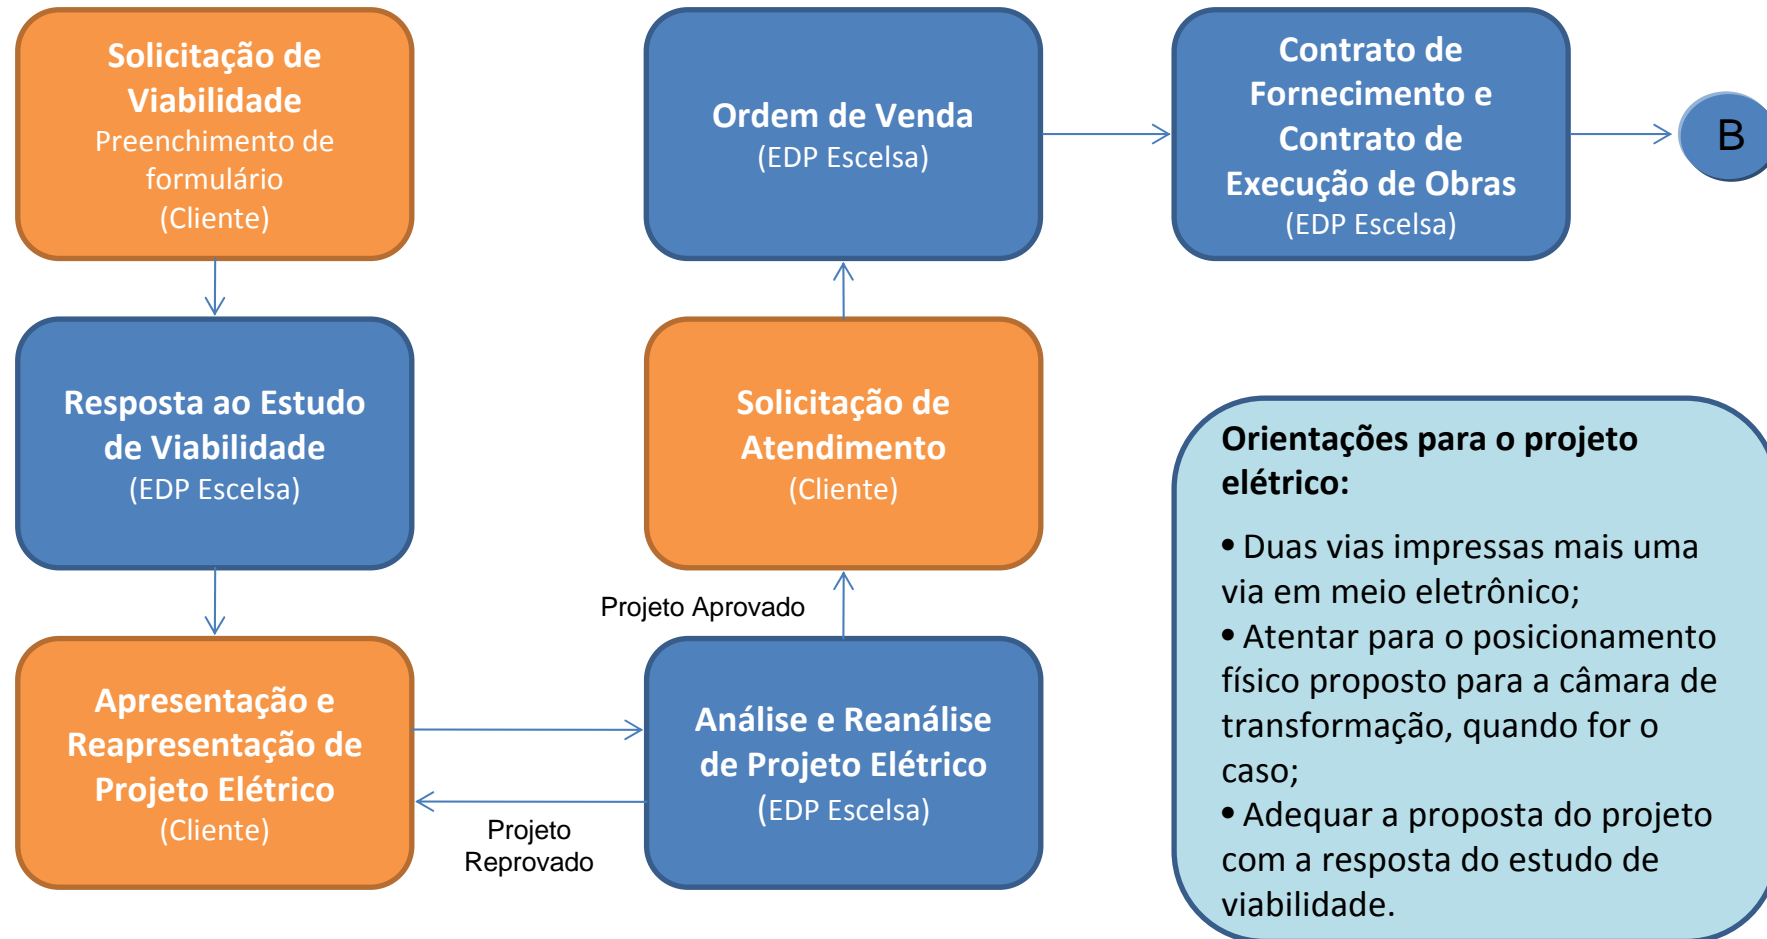 Solicitação de
Viabilidade
Preenchimento de
formulário
(Cliente)
Resposta ao Estudo
de Viabilidade
(EDP Escelsa)
Apresentação e
Reapresentação de
Projeto Elétrico
(Cliente)
Projeto
Reprovado
Análise e Reanálise
de Projeto Elétrico
(EDP Escelsa)
Projeto Aprovado
Solicitação de
Atendimento
(Cliente)
Ordem de Venda
(EDP Escelsa)
Contrato de
Fornecimento e
Contrato de
Execução de Obras
(EDP Escelsa)
B
Orientações para o projeto
elétrico:
• Duas vias impressas mais uma
via em meio eletrônico;
• Atentar para o posicionamento
físico proposto para a câmara de
transformação, quando for o
caso;
• Adequar a proposta do projeto
com a resposta do estudo de
viabilidade.